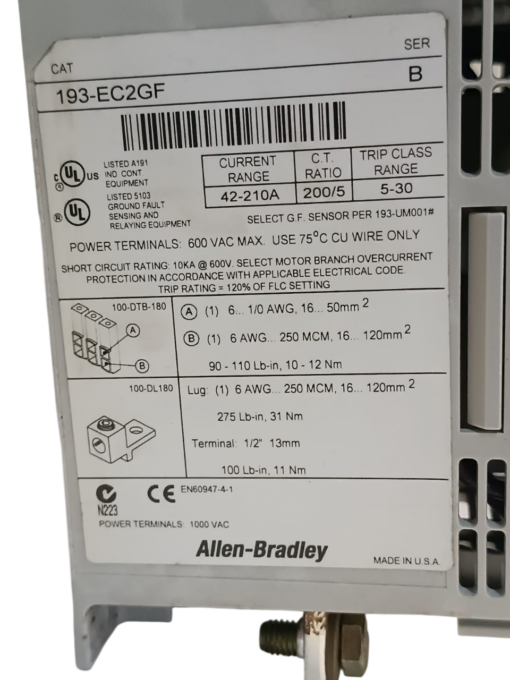 CAT
SER
193-EC2GF
B
c UL US
LISTED A191
IND. CONT
EQUIPMENT
® UL
LISTED 5103
GROUND FAULT
SENSING AND
RELAYING EQUIPMENT
CURRENT RANGE
C.T. RATIO
TRIP CLASS RANGE
42-210A
200/5
5-30
SELECT G.F. SENSOR PER 193-UM001#
POWER TERMINALS: 600 VAC MAX. USE 75°C CU WIRE ONLY
SHORT CIRCUIT RATING: 10KA @ 600V. SELECT MOTOR BRANCH OVERCURRENT
PROTECTION IN ACCORDANCE WITH APPLICABLE ELECTRICAL CODE
TRIP RATING = 120% OF FLC SETTING
100-DTB-180
A
B
A (1) 6... 1/0 AWG, 16... 50mm²
B (1) 6 AWG... 250 MCM, 16... 120mm²
90 - 110 Lb-in, 10 - 12 Nm
100-DL180
Lug: (1) 6 AWG... 250 MCM, 16... 120mm²
275 Lb-in, 31 Nm
Terminal: 1/2" 13mm
100 Lb-in, 11 Nm
N223
CE EN60947-4-1
POWER TERMINALS: 1000 VAC
Allen-Bradley
MADE IN U.S.A.